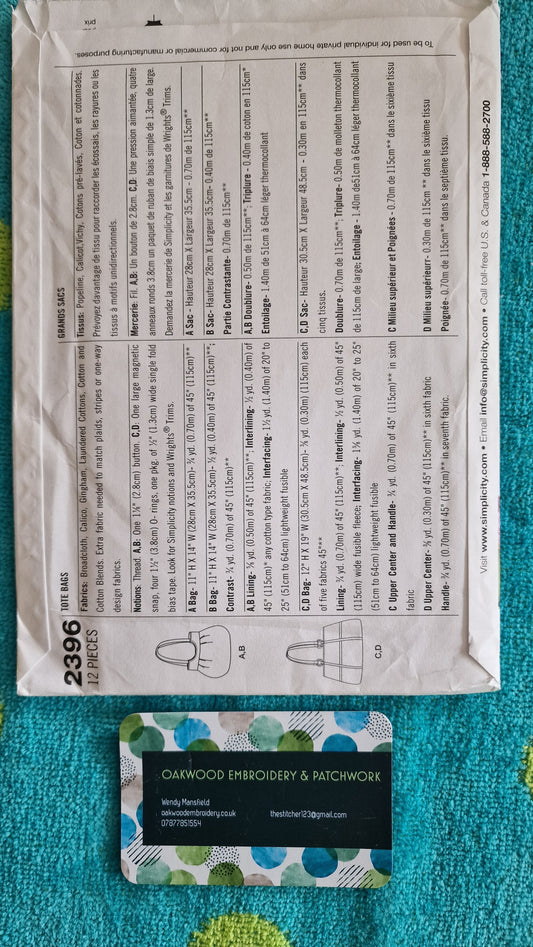 2396 TOTE BAGS
12 PIECES
Fabrics: Broadcloth, Calico, Gingham, Laundered Cottons, Cotton and
Cotton Blends. Extra fabric needed to match plaids, stripes or one-way
design fabrics.
Notions: Thread. A,B: One 1⅛" (2.8cm) button. C,D: One large magnetic
snap, four 1½" (3.8cm) O- rings, one pkg. of ½" (1.3cm) wide single fold
bias tape. Look for Simplicity notions and Wrights® Trims.
A Bag- 11" H X 14" W (28cm X 35.5cm)- ¾ yd. (0.70m) of 45" (115cm)**
B Bag- 11" H X 14" W (28cm X 35.5cm)- ½ yd. (0.40m) of 45" (115cm)**;
Contrast- ¾ yd. (0.70m) of 45" (115cm)**
A,B Lining- ⅝ yd. (0.50m) of 45" (115cm)**; Interlining- ½ yd. (0.40m) of
45" (115cm)* any cotton type fabric; Interfacing- 1½ yd. (1.40m) of 20" to
25" (51cm to 64cm) lightweight fusible
C,D Bag- 12" H X 19" W (30.5cm X 48.5cm)- ⅜ yd. (0.30m) (115cm) each
of five fabrics 45"**
Lining- ¾ yd. (0.70m) of 45" (115cm)**; Interlining- ½ yd. (0.50m) of 45"
(115cm) wide fusible fleece; Interfacing- 1⅝ yd. (1.40m) of 20" to 25"
(51cm to 64cm) lightweight fusible
C Upper Center and Handle- ¾ yd. (0.70m) of 45" (115cm)** in sixth
fabric
D Upper Center- ⅜ yd. (0.30m) of 45" (115cm)** in sixth fabric
Handle- ¾ yd. (0.70m) of 45" (115cm)** in seventh fabric.
A,B
C,D
GRANDS SACS
Tissus: Popeline, Calicot, Vichy, Cotons pré-lavés, Coton et cotonnades.
Prévoyez davantage de tissu pour raccorder les écossais, les rayures ou les
tissus à motifs unidirectionnels.
Mercerie: Fil. A,B: Un bouton de 2.8cm. C,D: Une pression aimantée, quatre
anneaux ronds 3.8cm un paquet de ruban de biais simple de 1.3cm de large.
Demandez la mercerie de Simplicity et les garnitures de Wrights® Trims.
A Sac - Hauteur 28cm X Largeur 35.5cm - 0.70m de 115cm**
B Sac- Hauteur 28cm X Largeur 35.5cm- 0.40m de 115cm**
Partie Contrastante- 0.70m de 115cm**
A,B Doublure- 0.50m de 115cm**; Triplure - 0.40m de coton en 115cm*
Entoilage- 1.40m de 51cm à 64cm léger thermocollant
C,D Sac- Hauteur 30.5cm X Largeur 48.5cm - 0.30m en 115cm** dans
cinq tissus.
Doublure- 0.70m de 115cm**; Triplure- 0.50m de molleton thermocollant
de 115cm de large; Entoilage - 1.40m de51cm à 64cm léger thermocollant
C Milieu supérieur et Poignées - 0.70m de 115cm** dans le sixième tissu
D Milieu supérieurr- 0.30m de 115cm ** dans le sixième tissu
Poignée- 0.70m de 115cm** dans le septième tissu.
Visit www.simplicity.com • Email info@simplicity.com • Call toll-free U.S. & Canada 1-888-588-2700
To be used for individual private home use only and not for commercial or manufacturing purposes.
prix
OAKWOOD EMBROIDERY & PATCHWORK
Wendy Mansfield
oakwoodembroidery.co.uk
07877851554
thestitcher123@gmail.com